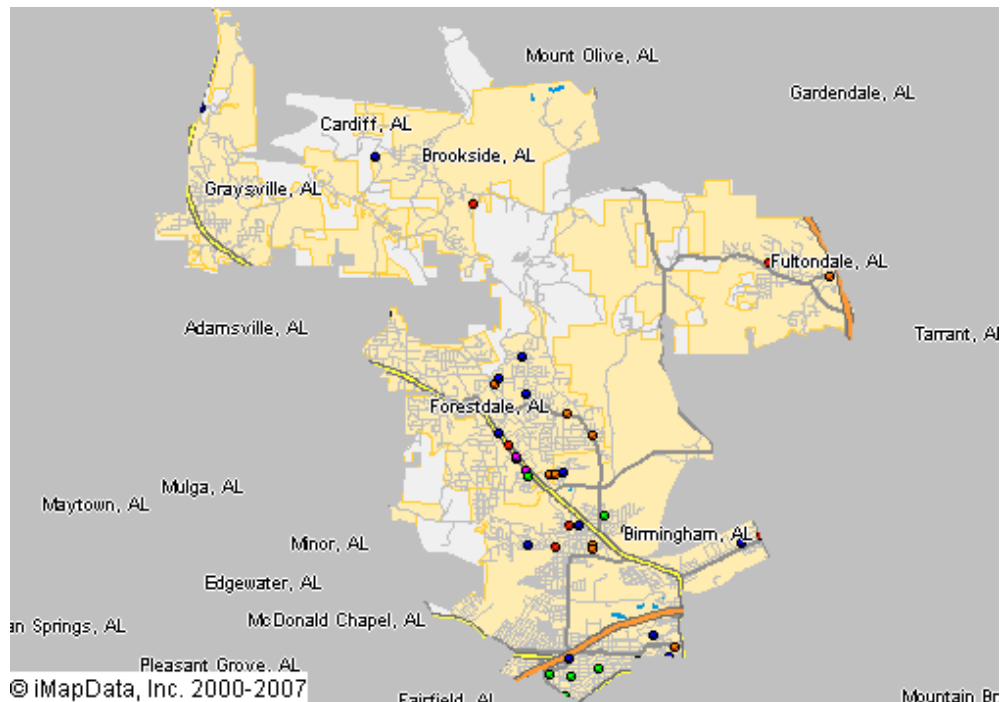 Mount Olive, AL
Gardendale, AL
Cardiff, AL
Brookside, AL
Graysville, AL
Fultondale, AL
Adamsville, AL
Tarrant, AL
Forestdale, AL
Mulga, AL
Maytown, AL
Birmingham, AL
Minor, AL
Edgewater, AL
McDonald Chapel, AL
an Springs, AL
Pleasant Grove, AL
© iMapData, Inc. 2000-2007
Fairfield, AL
Mountain Br